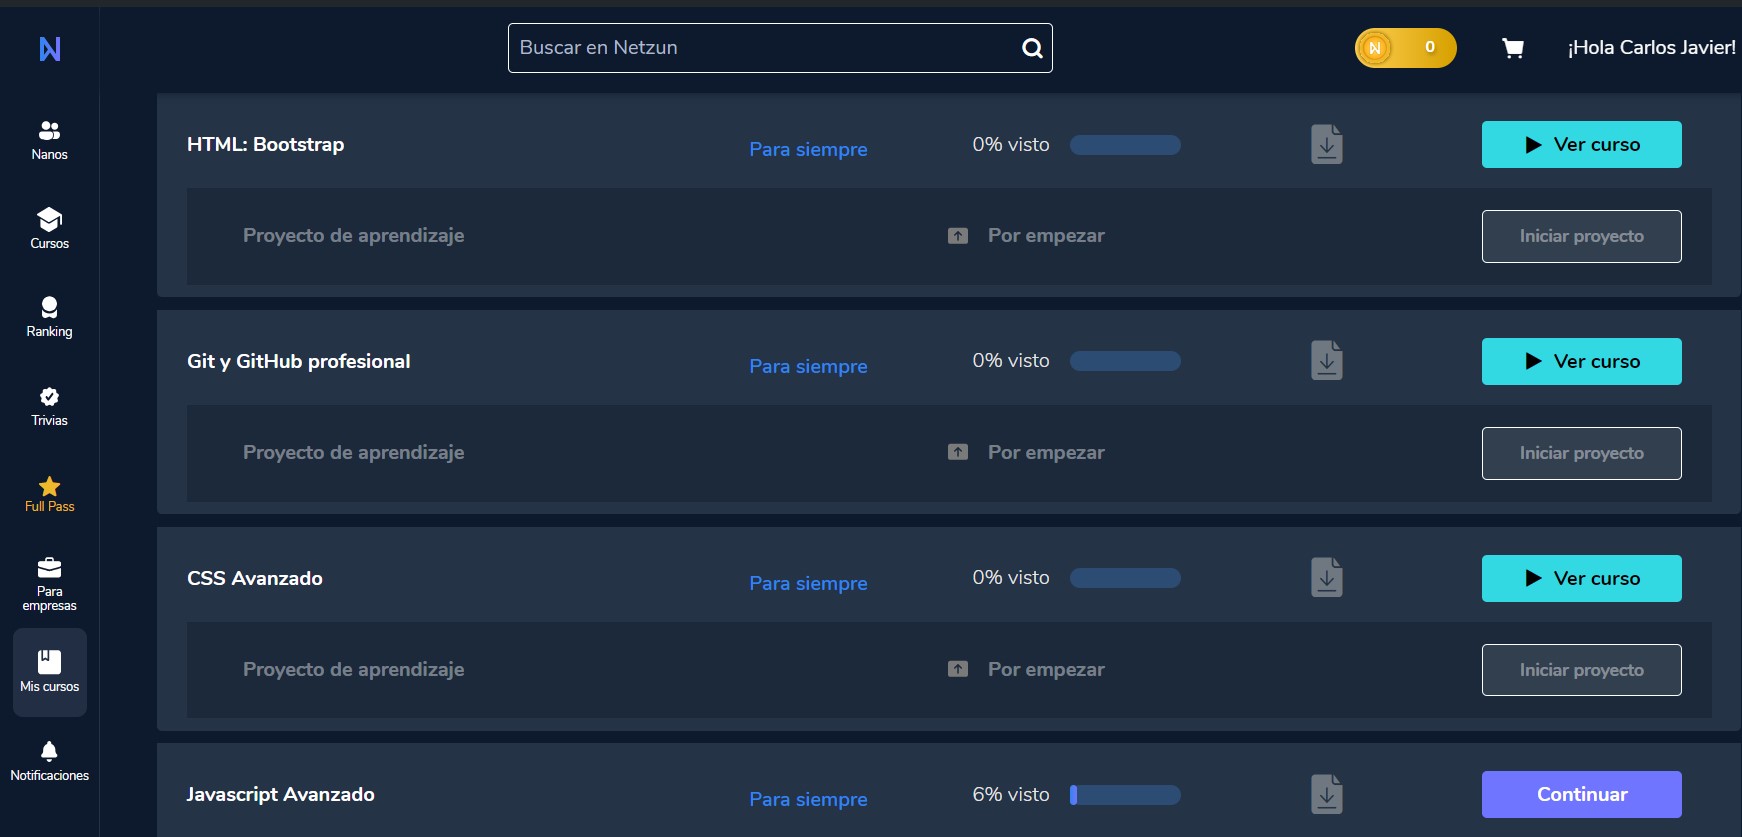 Buscar en Netzun
0
¡Hola Carlos Javier!
Nanos
Cursos
Ranking
Trivias
Full Pass
Para
empresas
Mis cursos
Notificaciones
HTML: Bootstrap
Para siempre
0% visto
Ver curso
Proyecto de aprendizaje
Por empezar
Iniciar proyecto
Git y GitHub profesional
Para siempre
0% visto
Ver curso
Proyecto de aprendizaje
Por empezar
Iniciar proyecto
CSS Avanzado
Para siempre
0% visto
Ver curso
Proyecto de aprendizaje
Por empezar
Iniciar proyecto
Javascript Avanzado
Para siempre
6% visto
Continuar